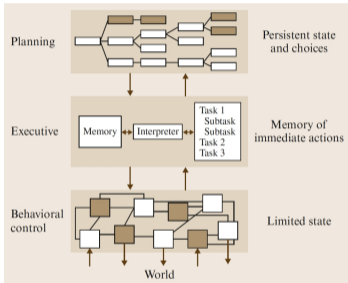 Planning
Persistent state
and choices
Executive
Memory
Interpreter
Task 1
Subtask
Subtask
Task 2
Task 3
Memory of
immediate actions
Behavioral
control
Limited state
World